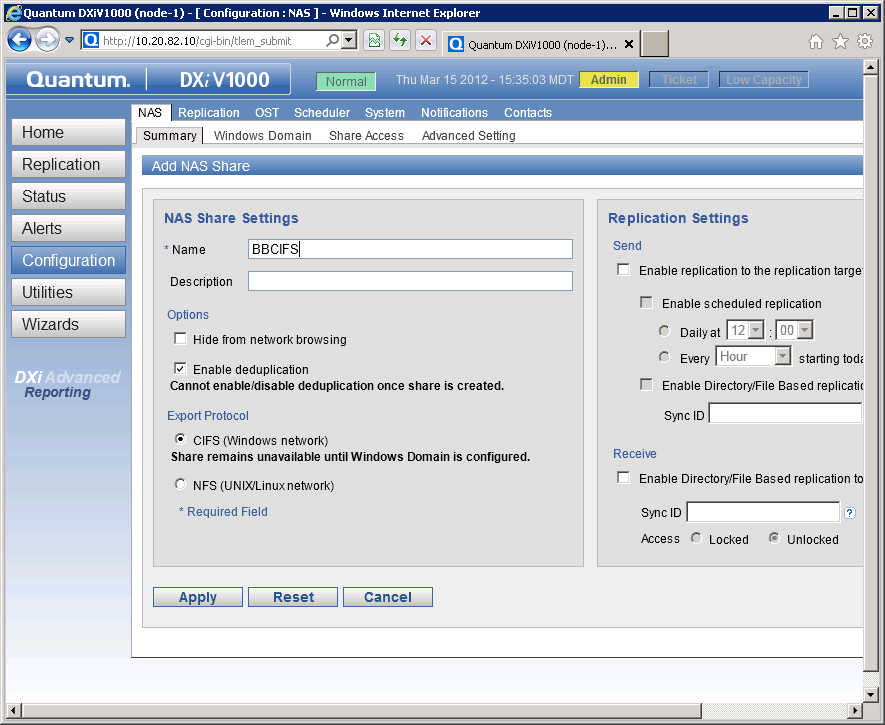 Quantum DXiV1000 (node-1) - [ Configuration : NAS ] - Windows Internet Explorer
http://10.20.82.10/cgi-bin/tlem_submit
Quantum DXiV1000 (node-1)...
Quantum. DXiV1000
Normal
Thu Mar 15 2012 - 15:35:03 MDT
Admin
Ticket
Low Capacity
NAS Replication OST Scheduler System Notifications Contacts
Summary Windows Domain Share Access Advanced Setting
Home
Replication
Status
Alerts
Configuration
Utilities
Wizards
DXi Advanced
Reporting
Add NAS Share
NAS Share Settings
* Name BBCIFS
Description
Options
Hide from network browsing
Enable deduplication
Cannot enable/disable deduplication once share is created.
Export Protocol
CIFS (Windows network)
Share remains unavailable until Windows Domain is configured.
NFS (UNIX/Linux network)
* Required Field
Replication Settings
Send
Enable replication to the replication target
Enable scheduled replication
Daily at 12 : 00
Every Hour starting toda
Enable Directory/File Based replicatio
Sync ID
Receive
Enable Directory/File Based replication to
Sync ID ?
Access Locked Unlocked
Apply Reset Cancel